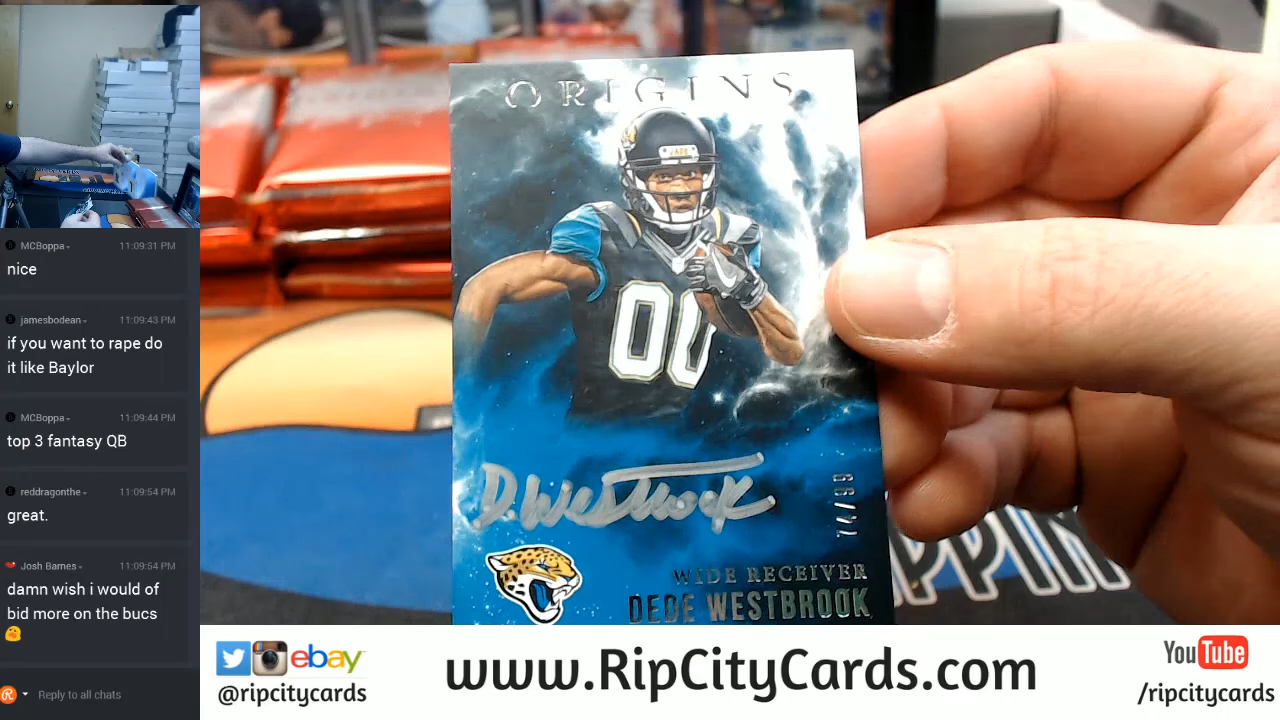 MCBoppa 11:09:31 PM
nice
jamesbodean 11:09:43 PM
if you want to rape do
it like Baylor
MCBoppa 11:09:44 PM
top 3 fantasy QB
reddragonthe 11:09:54 PM
great.
Josh Barnes 11:09:54 PM
damn wish i would of
bid more on the bucs
Reply to all chats
ORIGINS
00
D. Westbrook
74/99
WIDE RECEIVER
DEDE WESTBROOK
ebay
@ripcitycards
www.RipCityCards.com
YouTube
/ripcitycards